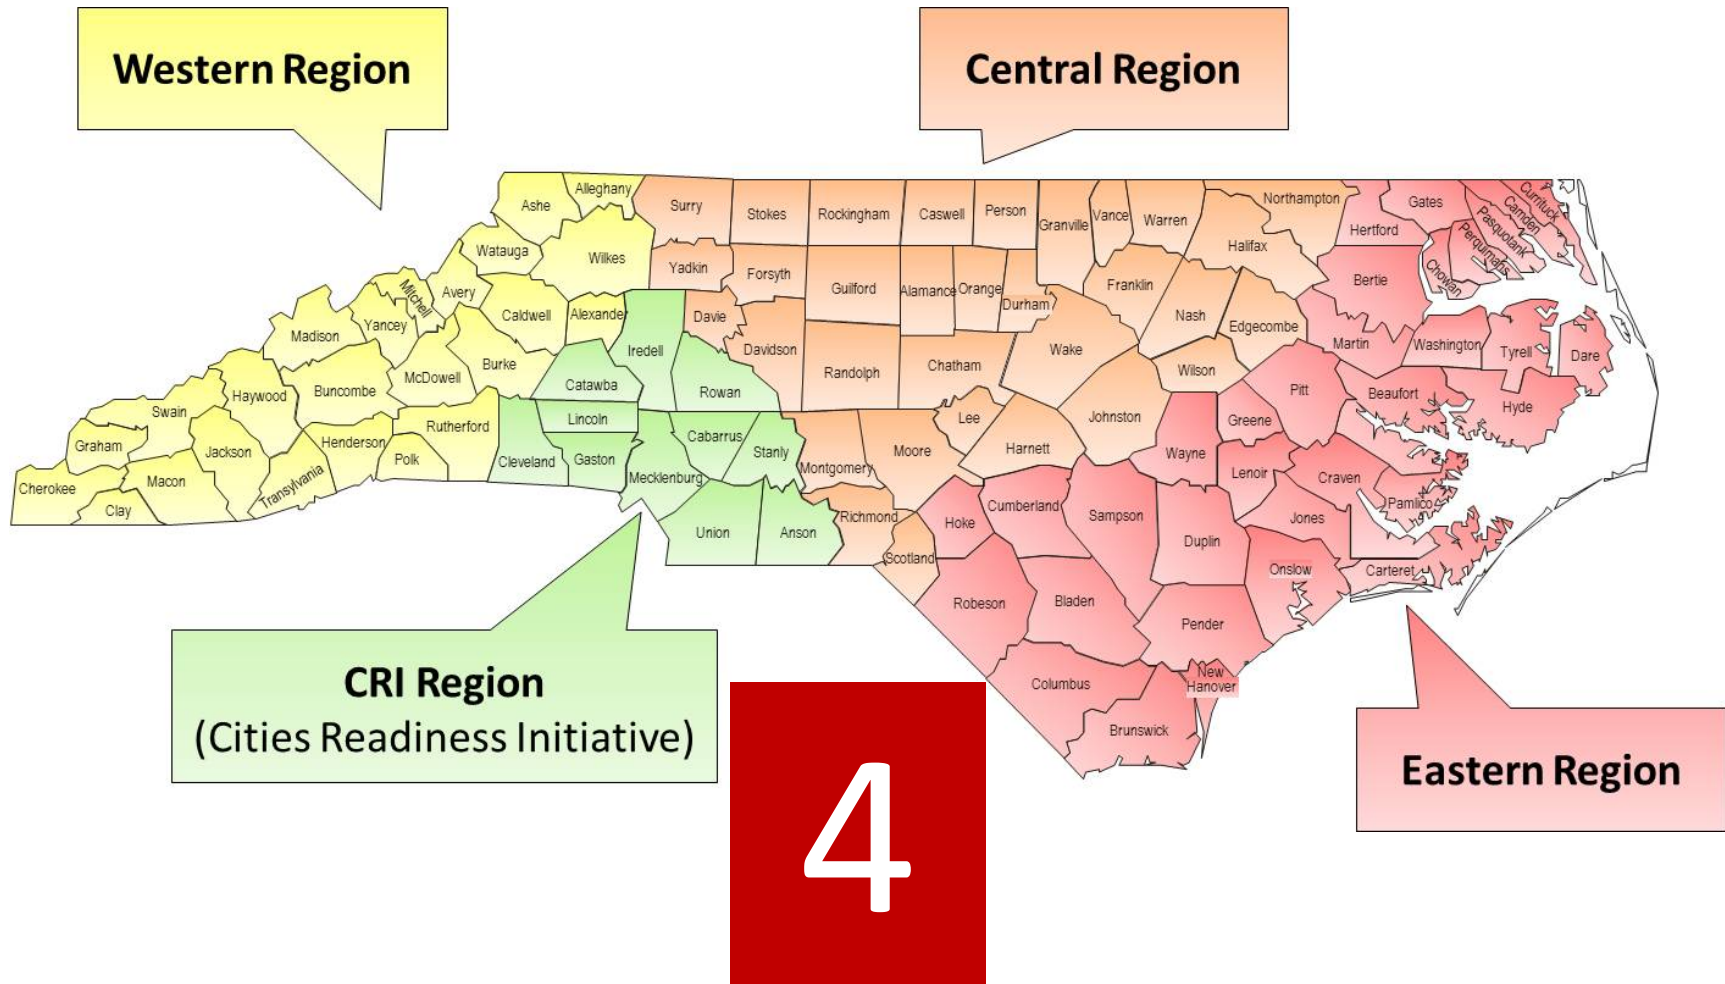 Western Region
Central Region
Alleghany
Ashe
Surry
Stokes
Rockingham
Caswell
Person
Granville
Vance
Warren
Northampton
Halifax
Hertford
Gates
Currituck
Camden
Pasquotank
Perquimans
Chowan
Watauga
Wilkes
Yadkin
Forsyth
Guilford
Alamance
Orange
Durham
Franklin
Nash
Edgecombe
Bertie
Mitchell
Avery
Yancey
Caldwell
Alexander
Madison
Davie
Davidson
Iredell
Wake
Martin
Washington
Tyrell
Dare
Burke
McDowell
Buncombe
Haywood
Catawba
Rowan
Randolph
Chatham
Wilson
Pitt
Beaufort
Hyde
Swain
Graham
Jackson
Henderson
Rutherford
Polk
Lincoln
Cleveland
Gaston
Cabarrus
Stanly
Mecklenburg
Montgomery
Moore
Lee
Harnett
Johnston
Greene
Wayne
Lenoir
Craven
Pamlico
Cherokee
Macon
Clay
Transylvania
Union
Anson
Richmond
Scotland
Hoke
Cumberland
Sampson
Duplin
Jones
Onslow
Carteret
Robeson
Bladen
Pender
New
Hanover
Columbus
Brunswick
CRI Region
(Cities Readiness Initiative)
Eastern Region
4